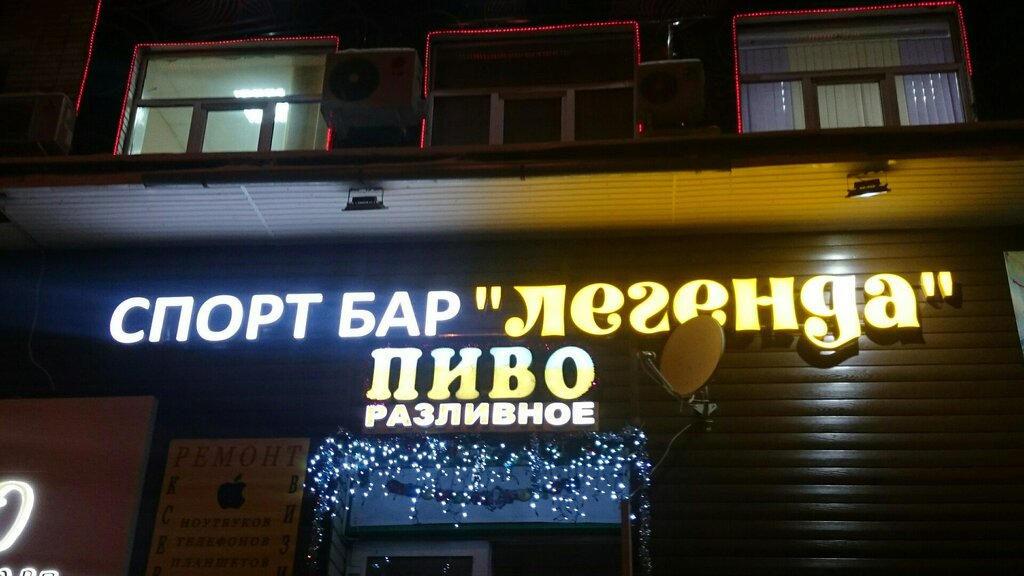 СПОРТ БАР "легенда"
ПИВО
РАЗЛИВНОЕ
РЕМОНТ
НОУТБУКОВ
ТЕЛЕФОНОВ
ПЛАНШЕТОВ